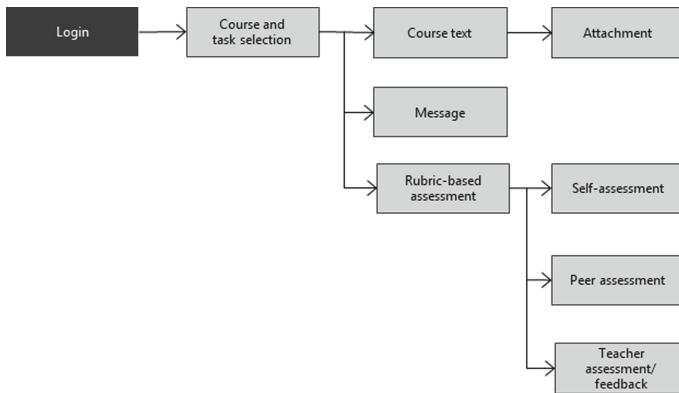 Login
Course and
task selection
Course text
Attachment
Message
Rubric-based
assessment
Self-assessment
Peer assessment
Teacher
assessment/
feedback